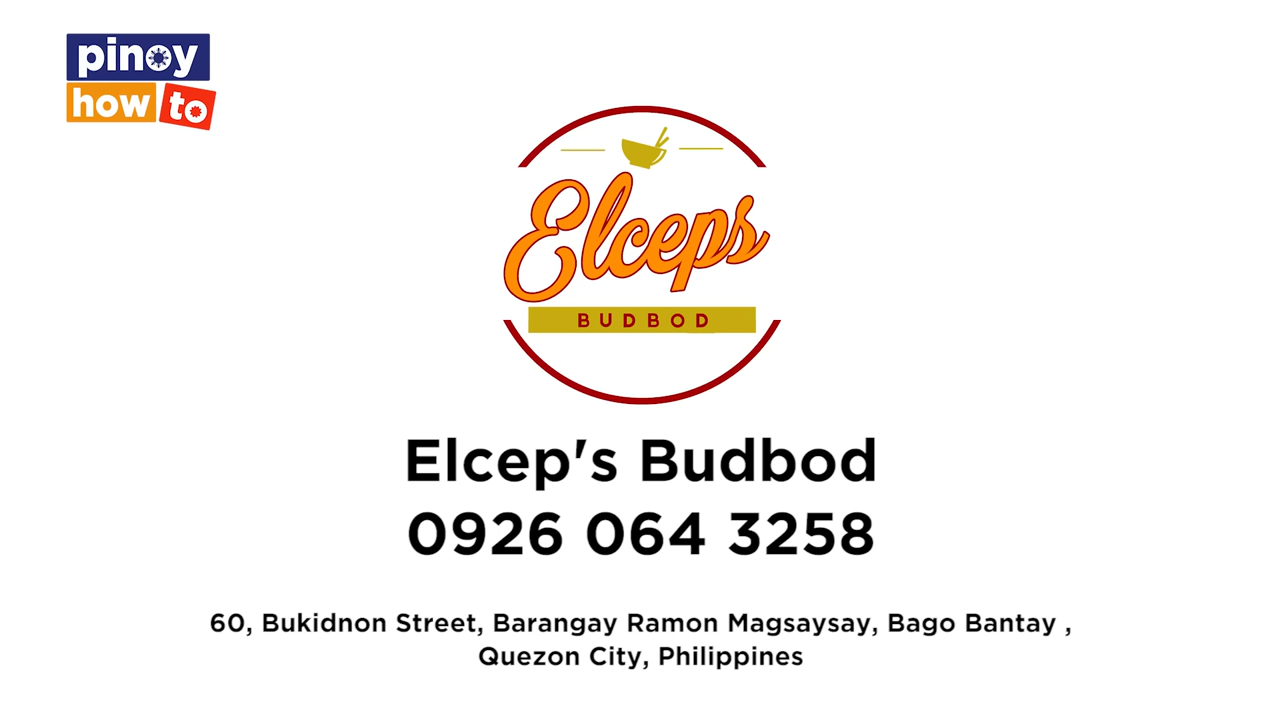 pinoy
how to
Elceps
BUDBOD
Elcep's Budbod
0926 064 3258
60, Bukidnon Street, Barangay Ramon Magsaysay, Bago Bantay ,
Quezon City, Philippines